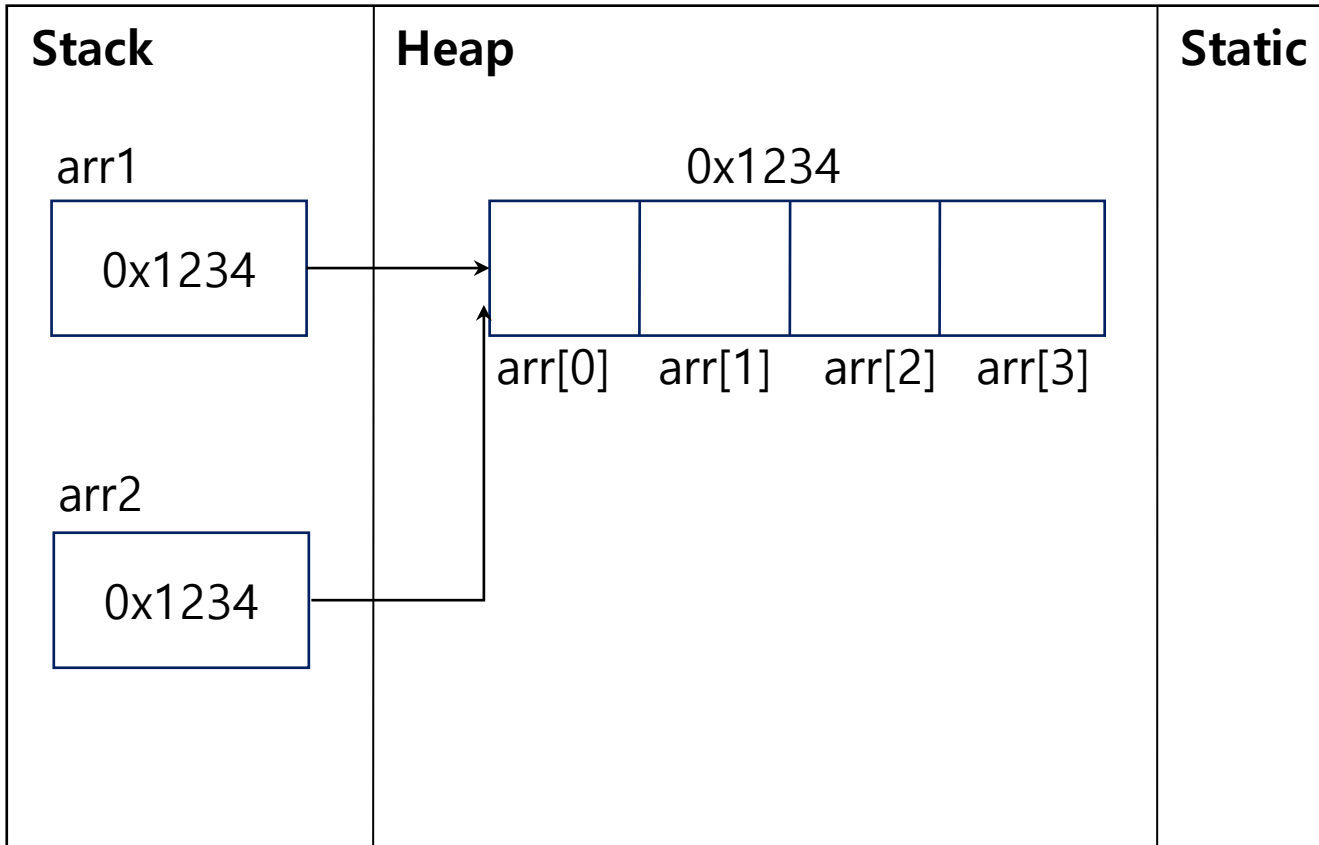 Stack
Heap
Static
arr1
0x1234
0x1234
arr[0]
arr[1]
arr[2]
arr[3]
arr2
0x1234